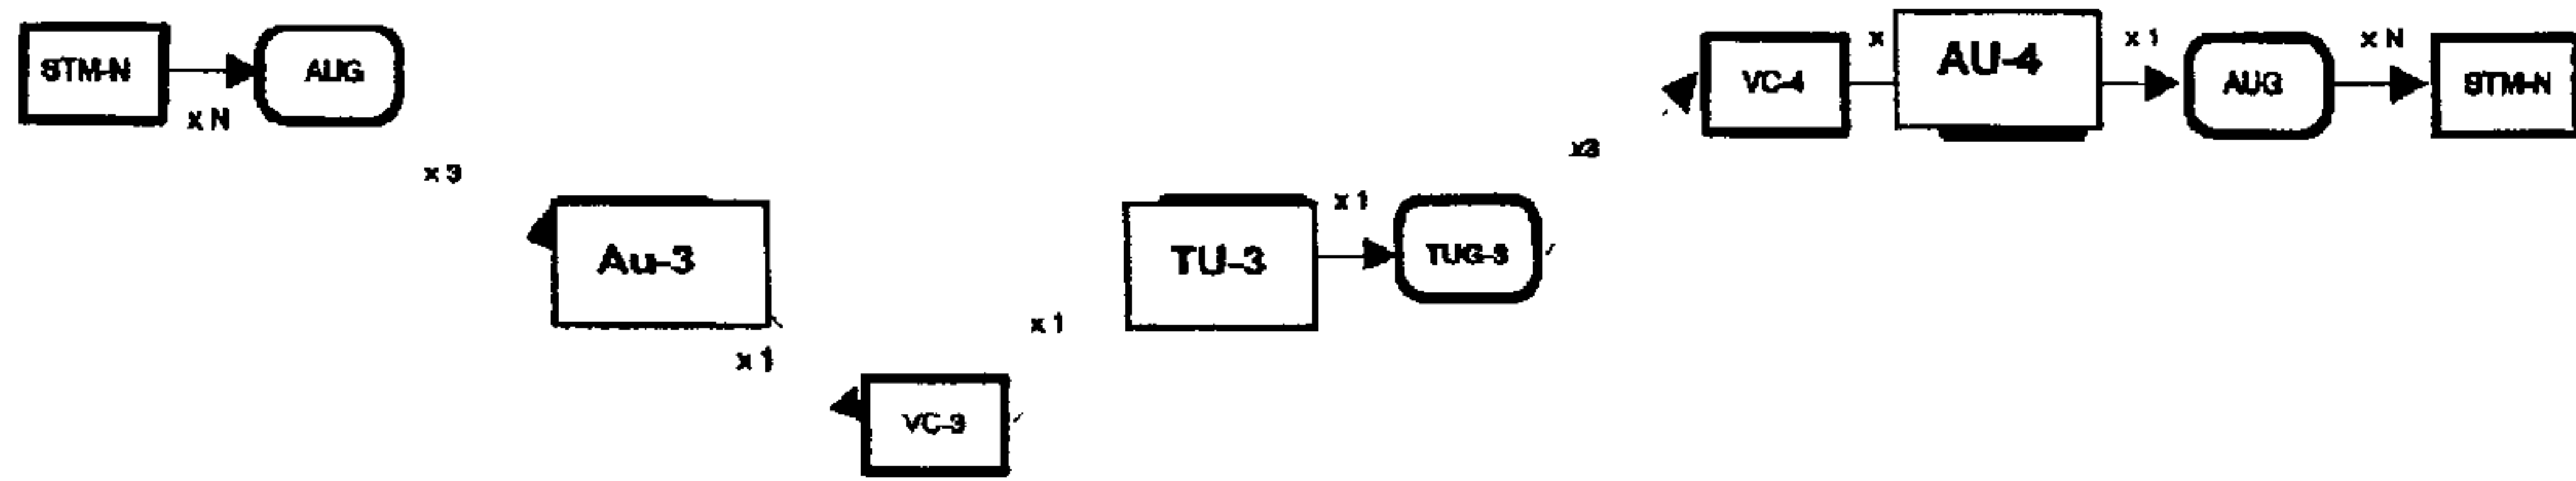 STM-N
x N
AUG
x 3
Au-3
x 1
VC-3
x 1
TU-3
x 1
TUG-3
x3
VC-4
x
AU-4
x 1
AUG
x N
STM-N